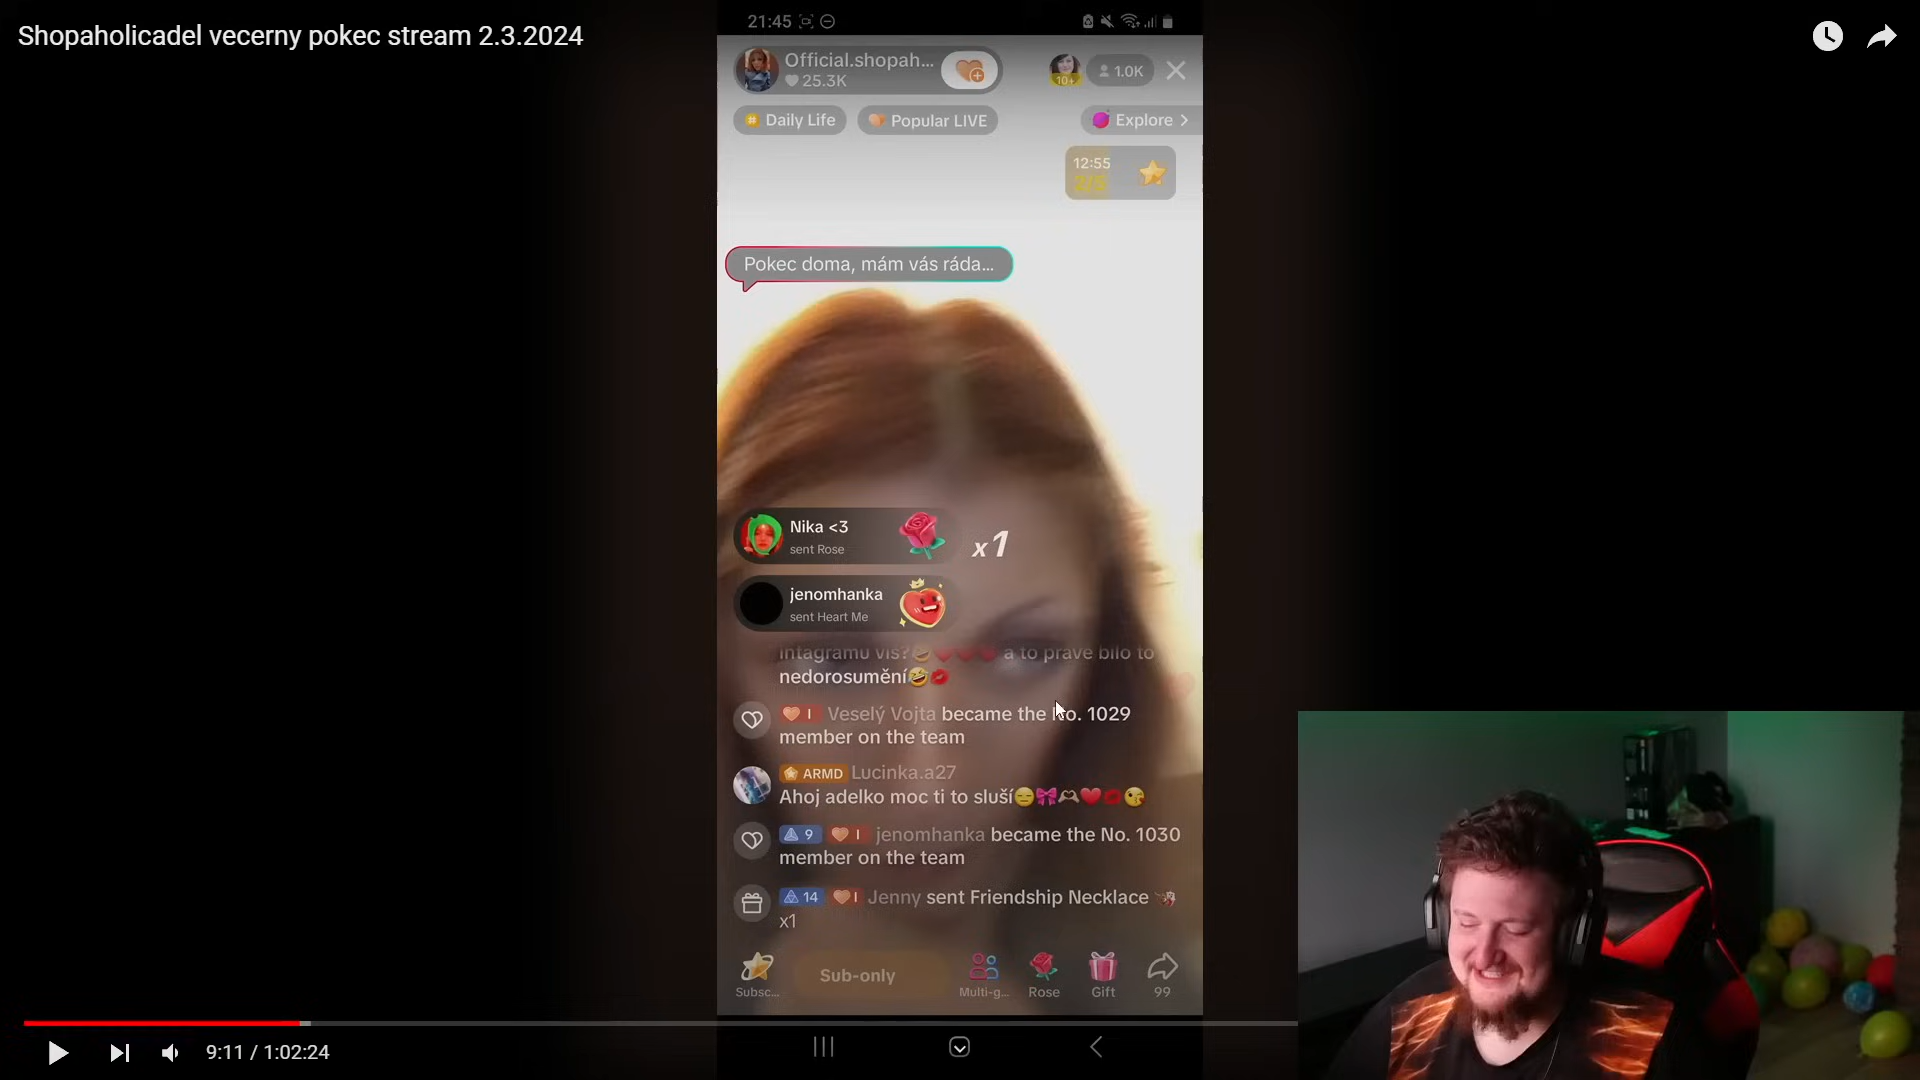 Shopaholicadel vecerny pokec stream 2.3.2024
21:45
Official.shopah...
25.3K
10+
1.0K
Daily Life
Popular LIVE
Explore
12:55
Pokec doma, mám vás ráda...
Nika <3
sent Rose
x1
jenomhanka
sent Heart Me
intagramu víš? a to právě bilo to
nedorosumění
I Veselý Vojta became the No. 1029
member on the team
ARMD Lucinka.a27
Ahoj adelko moc ti to sluší
9 I jenomhanka became the No. 1030
member on the team
14 I Jenny sent Friendship Necklace
x1
Subsc...
Sub-only
Multi-g...
Rose
Gift
99
9:11 / 1:02:24